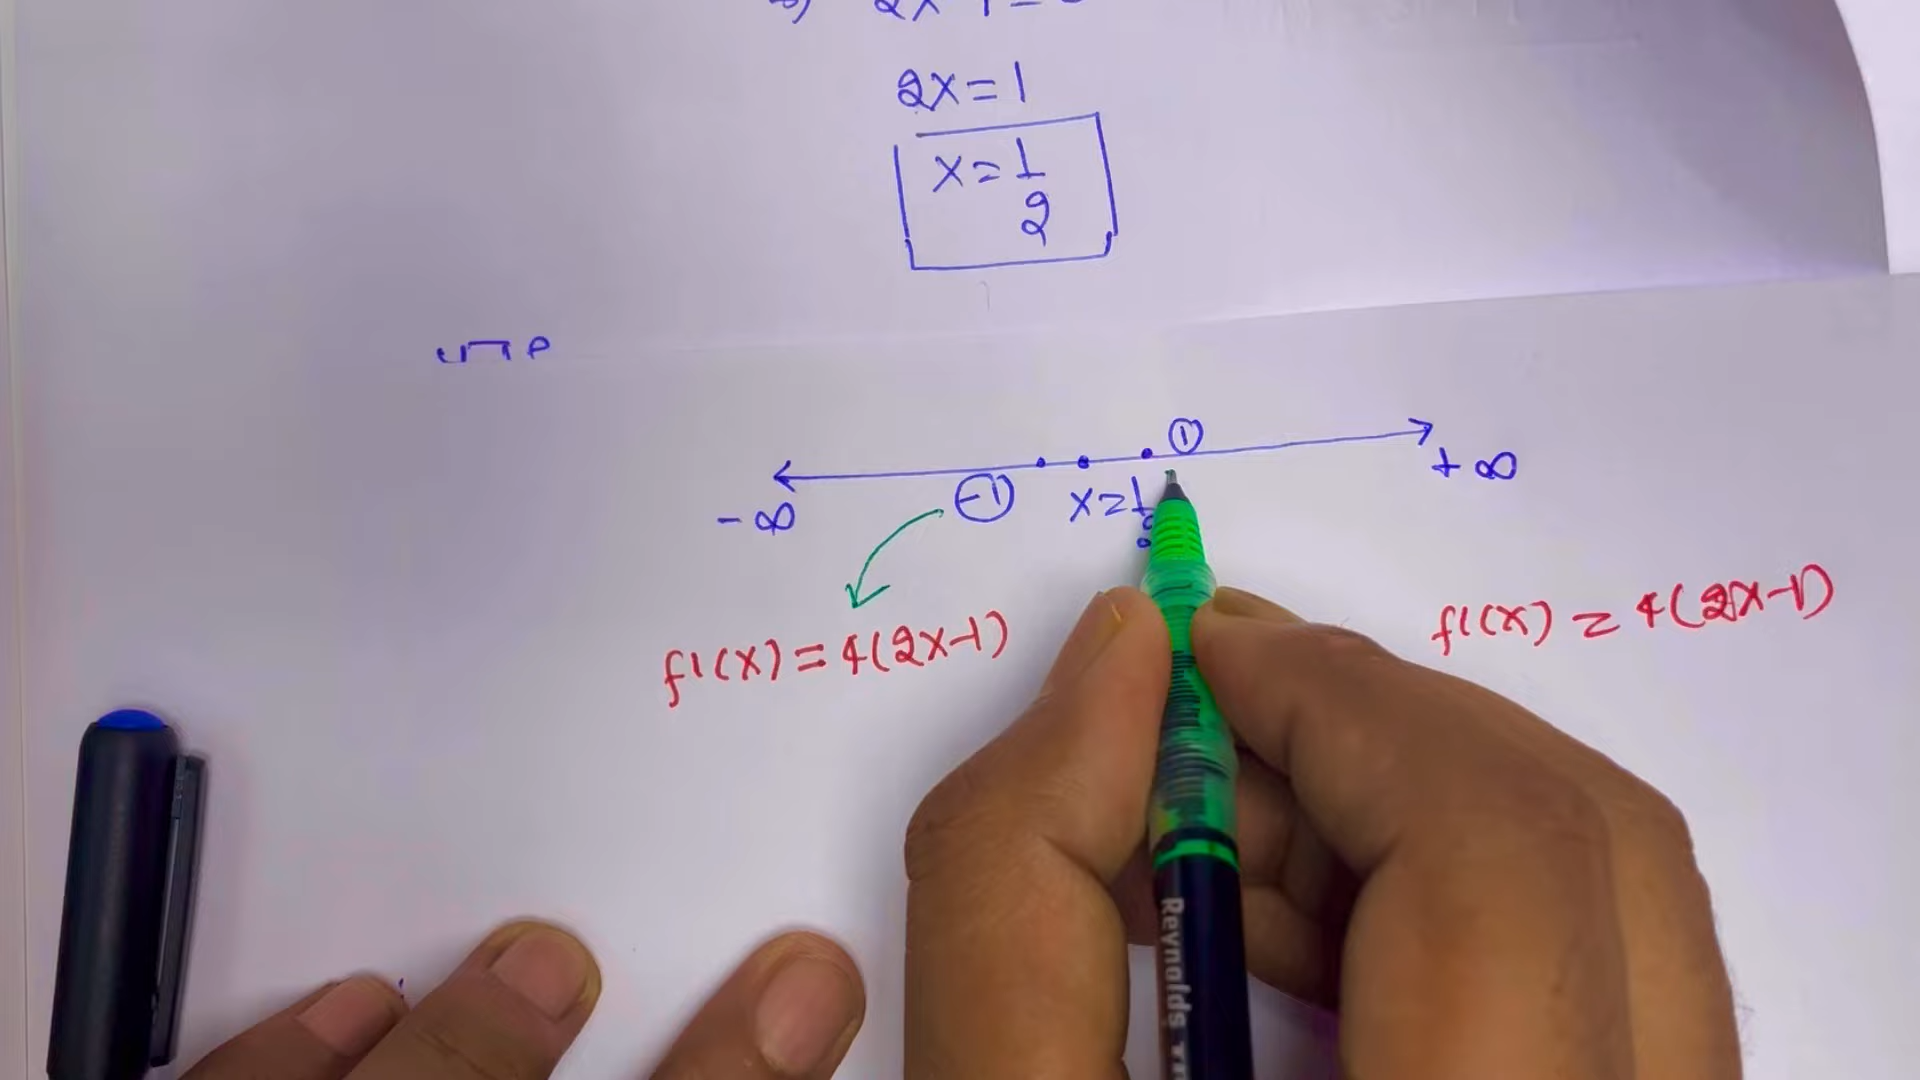 2x = 1
x = 1/2
①
- ∞ (-1) x = 1/2 + ∞
f'(x) = 4(2x-1) f'(x) = 4(2x-1)
Reynolds